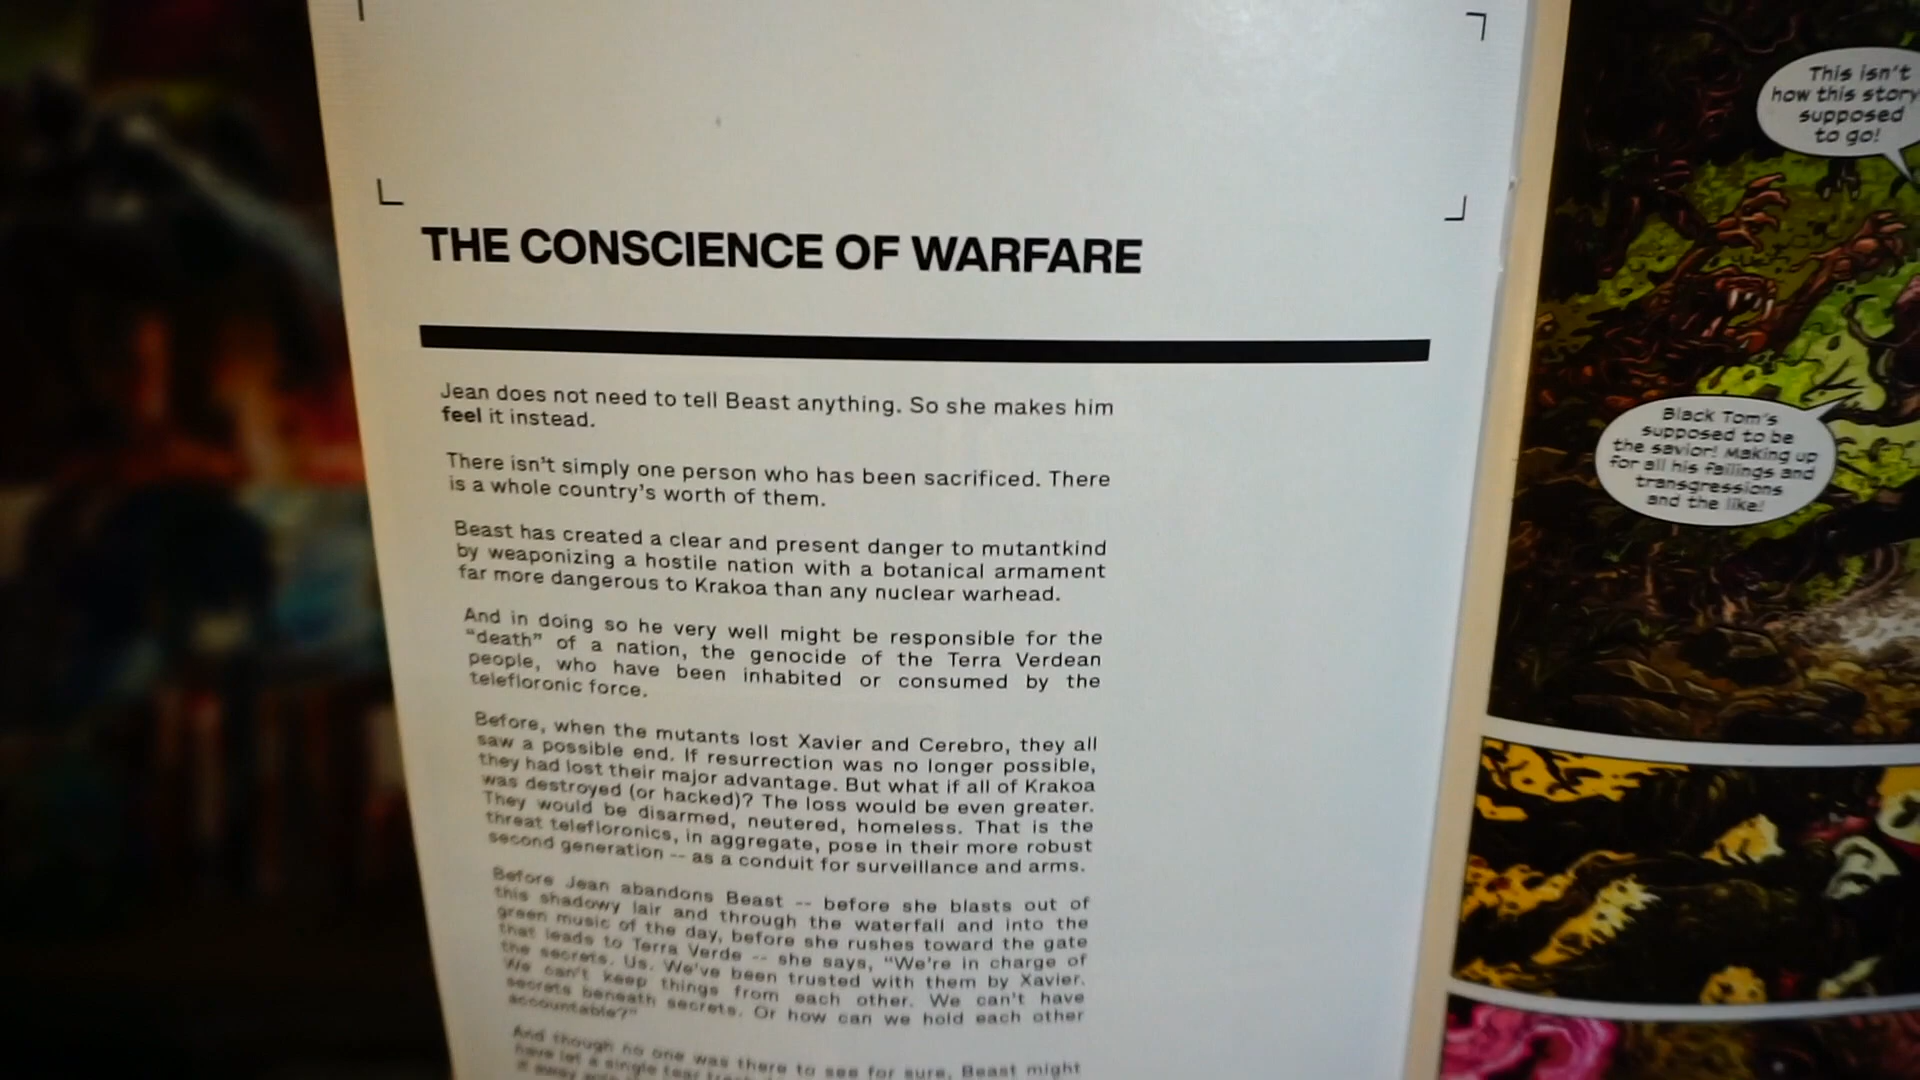 THE CONSCIENCE OF WARFARE
Jean does not need to tell Beast anything. So she makes him
feel it instead.
There isn't simply one person who has been sacrificed. There
is a whole country's worth of them.
Beast has created a clear and present danger to mutantkind
by weaponizing a hostile nation with a botanical armament
far more dangerous to Krakoa than any nuclear warhead.
And in doing so he very well might be responsible for the
"death" of a nation, the genocide of the Terra Verdean
people, who have been inhabited or consumed by the
telefloronic force.
Before, when the mutants lost Xavier and Cerebro, they all
saw a possible end. If resurrection was no longer possible,
they had lost their major advantage. But what if all of Krakoa
was destroyed (or hacked)? The loss would be even greater.
They would be disarmed, neutered, homeless. That is the
threat telefloronics, in aggregate, pose in their more robust
second generation -- as a conduit for surveillance and arms.
Before Jean abandons Beast -- before she blasts out of
this shadowy lair and through the waterfall and into the
green music of the day, before she rushes toward the gate
that leads to Terra Verde -- she says, "We're in charge of
the secrets. Us. We've been trusted with them by Xavier.
We can't keep things from each other. We can't have
secrets beneath secrets. Or how can we hold each other
accountable?"
And though no one was there to see for sure, Beast might
have let a single tear
This isn't
how this story
supposed
to go!
Black Tom's
supposed to be
the savior! Making up
for all his failings and
transgressions
and the like!